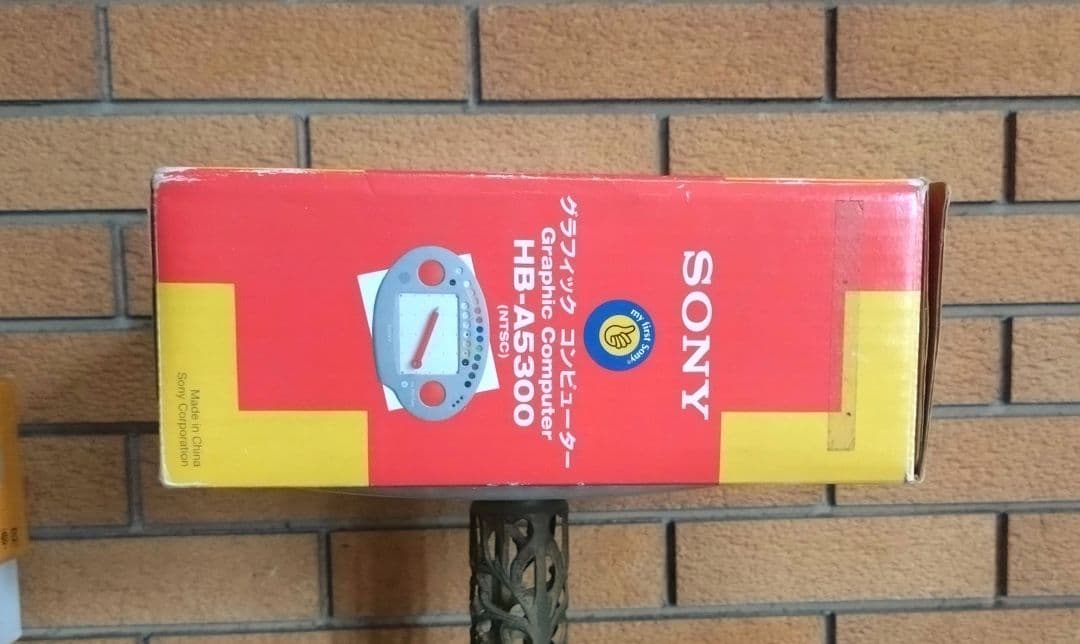 SONY
my first Sony®
グラフィック コンピューター
Graphic Computer
HB-A5300
(NTSC)
Made in China
Sony Corporation